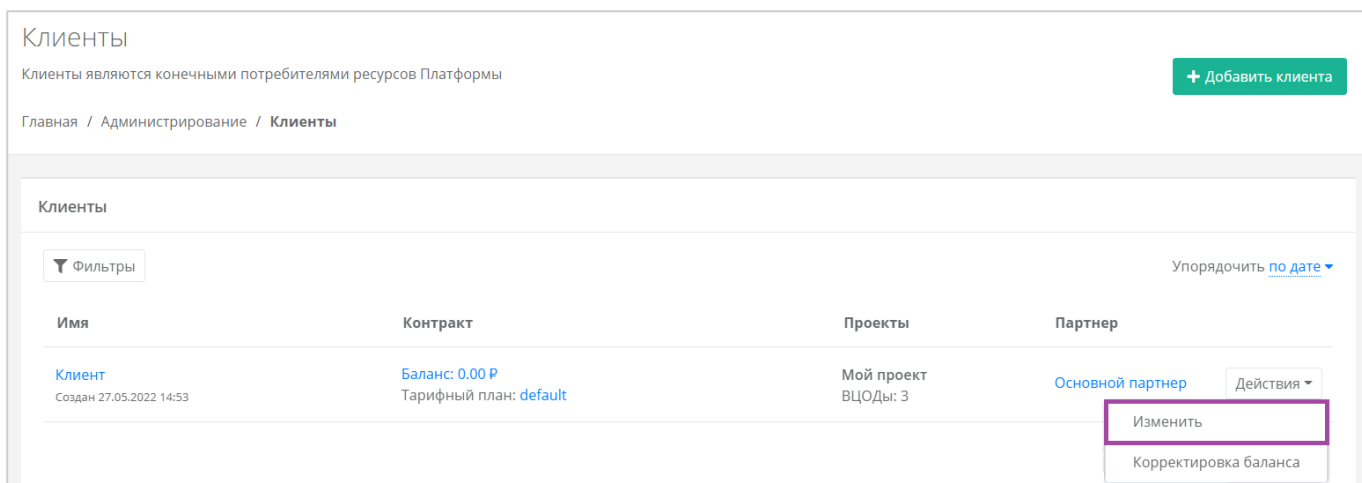 Клиенты
Клиенты являются конечными потребителями ресурсов Платформы
+ Добавить клиента
Главная / Администрирование / Клиенты
Клиенты
Фильтры
Упорядочить по дате
Имя Контракт Проекты Партнер
Клиент Баланс: 0.00 ₽ Мой проект Основной партнер Действия
Создан 27.05.2022 14:53 Тарифный план: default ВЦОДы: 3
Изменить
Корректировка баланса